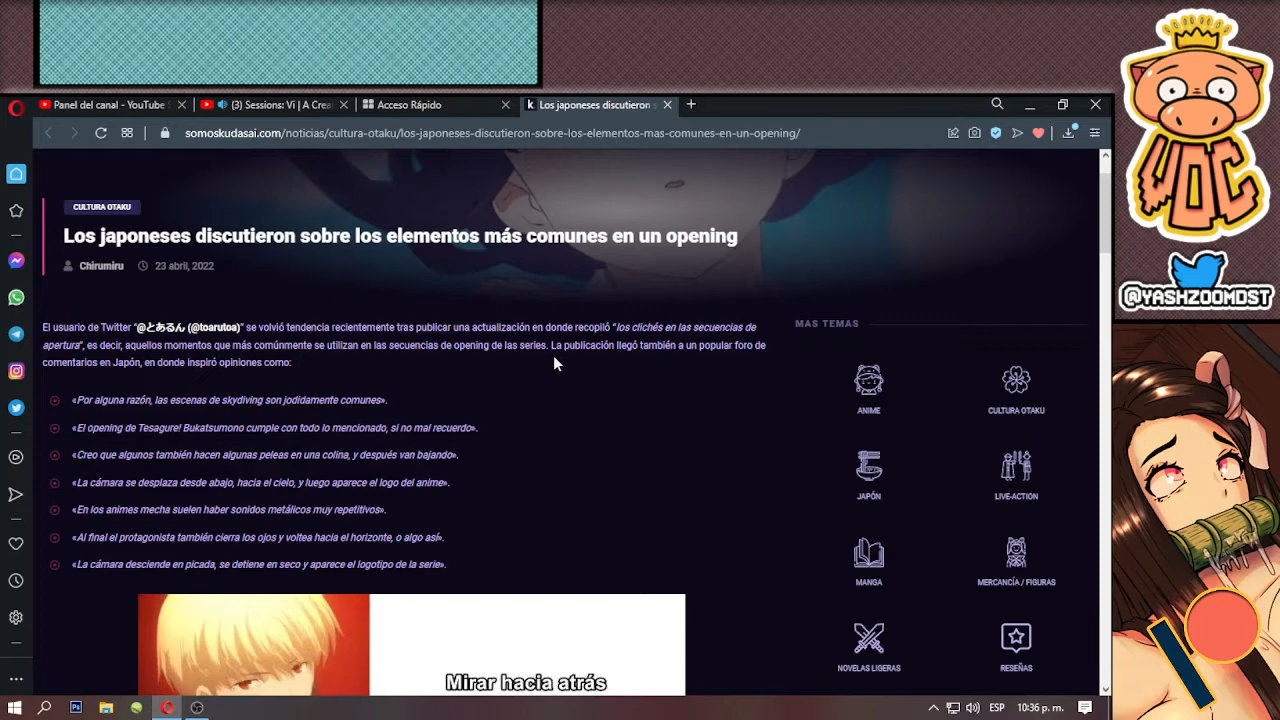 Panel del canal - YouTube S
(3) Sessions: Vi | A Crea
Acceso Rápido
Los japoneses discutieron s
somoskudasai.com/noticias/cultura-otaku/los-japoneses-discutieron-sobre-los-elementos-mas-comunes-en-un-opening/
CULTURA OTAKU
Los japoneses discutieron sobre los elementos más comunes en un opening
Chirumiru
23 abril, 2022
El usuario de Twitter "@とあるん (@toarutoa)" se volvió tendencia recientemente tras publicar una actualización en donde recopiló "los clichés en las secuencias de
apertura", es decir, aquellos momentos que más comúnmente se utilizan en las secuencias de opening de las series. La publicación llegó también a un popular foro de
comentarios en Japón, en donde inspiró opiniones como:
«Por alguna razón, las escenas de skydiving son jodidamente comunes».
«El opening de Tesagure! Bukatsumono cumple con todo lo mencionado, si no mal recuerdo».
«Creo que algunos también hacen algunas peleas en una colina, y después van bajando».
«La cámara se desplaza desde abajo, hacia el cielo, y luego aparece el logo del anime».
«En los animes mecha suelen haber sonidos metálicos muy repetitivos».
«Al final el protagonista también cierra los ojos y voltea hacia el horizonte, o algo así».
«La cámara desciende en picada, se detiene en seco y aparece el logotipo de la serie».
Mirar hacia atrás
MAS TEMAS
ANIME
CULTURA OTAKU
JAPÓN
LIVE-ACTION
MANGA
MERCANCÍA / FIGURAS
NOVELAS LIGERAS
RESEÑAS
@YASHZOOMDST
ESP
10:36 p. m.